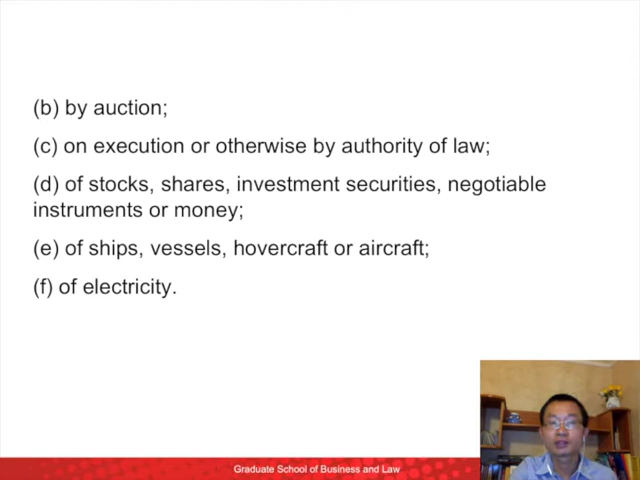 (b) by auction;
(c) on execution or otherwise by authority of law;
(d) of stocks, shares, investment securities, negotiable
instruments or money;
(e) of ships, vessels, hovercraft or aircraft;
(f) of electricity.
Graduate School of Business and Law